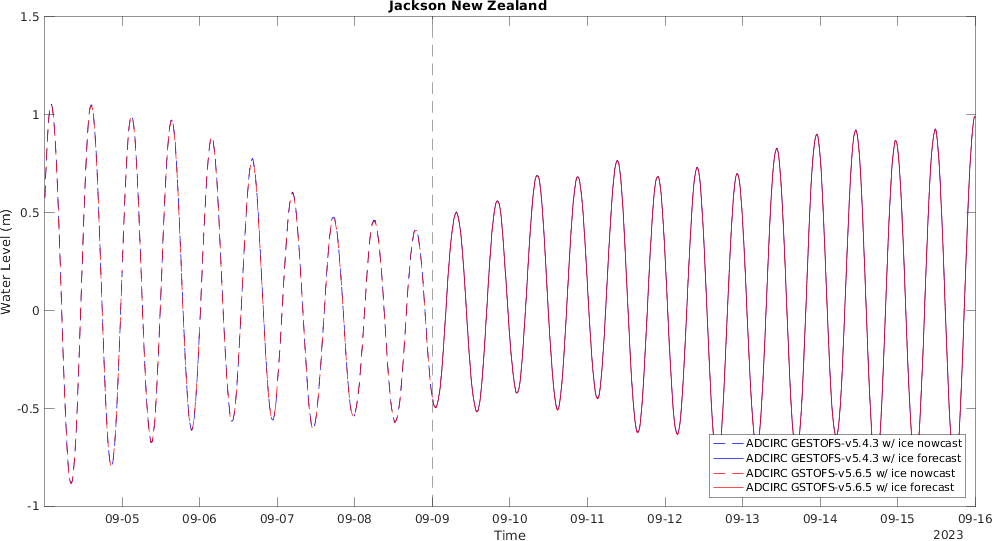 Jackson New Zealand
1.5
1
0.5
0
-0.5
-1
Water Level (m)
09-05 09-06 09-07 09-08 09-09 09-10 09-11 09-12 09-13 09-14 09-15 09-16
Time
2023
ADCIRC GESTOFS-v5.4.3 w/ ice nowcast
ADCIRC GESTOFS-v5.4.3 w/ ice forecast
ADCIRC GSTOFS-v5.6.5 w/ ice nowcast
ADCIRC GSTOFS-v5.6.5 w/ ice forecast